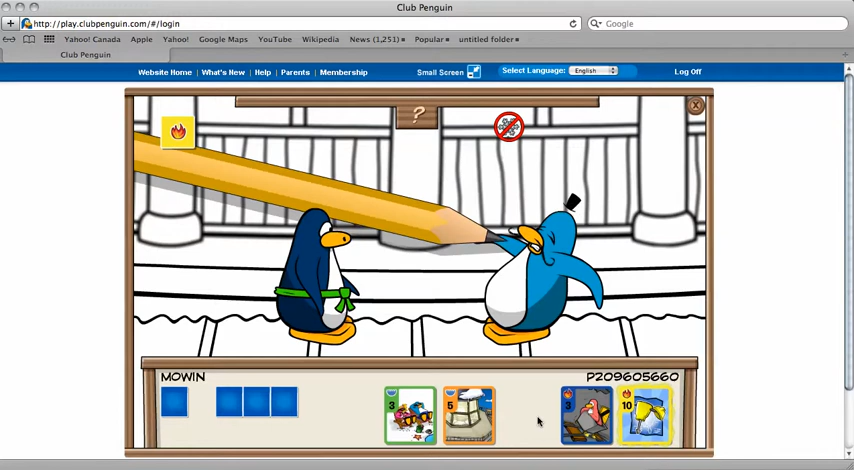 Club Penguin
http://play.clubpenguin.com/#/login
Google
Yahoo! Canada Apple Yahoo! Google Maps YouTube Wikipedia News (1,251) Popular untitled folder
Club Penguin
Website Home | What's New | Help | Parents | Membership
Small Screen
Select Language: English
Log Off
?
x
MOWIN
P209605660
3
5
3
10